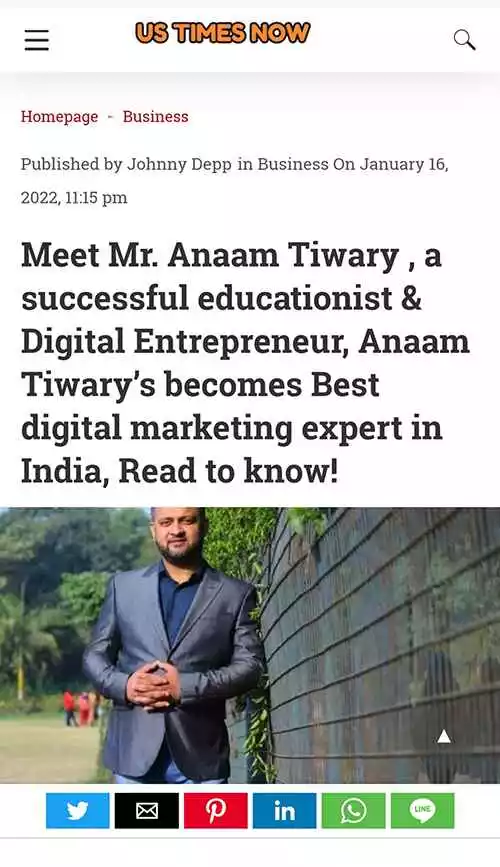 US TIMES NOW
Homepage - Business
Published by Johnny Depp in Business On January 16,
2022, 11:15 pm
Meet Mr. Anaam Tiwary , a
successful educationist &
Digital Entrepreneur, Anaam
Tiwary’s becomes Best
digital marketing expert in
India, Read to know!
LINE